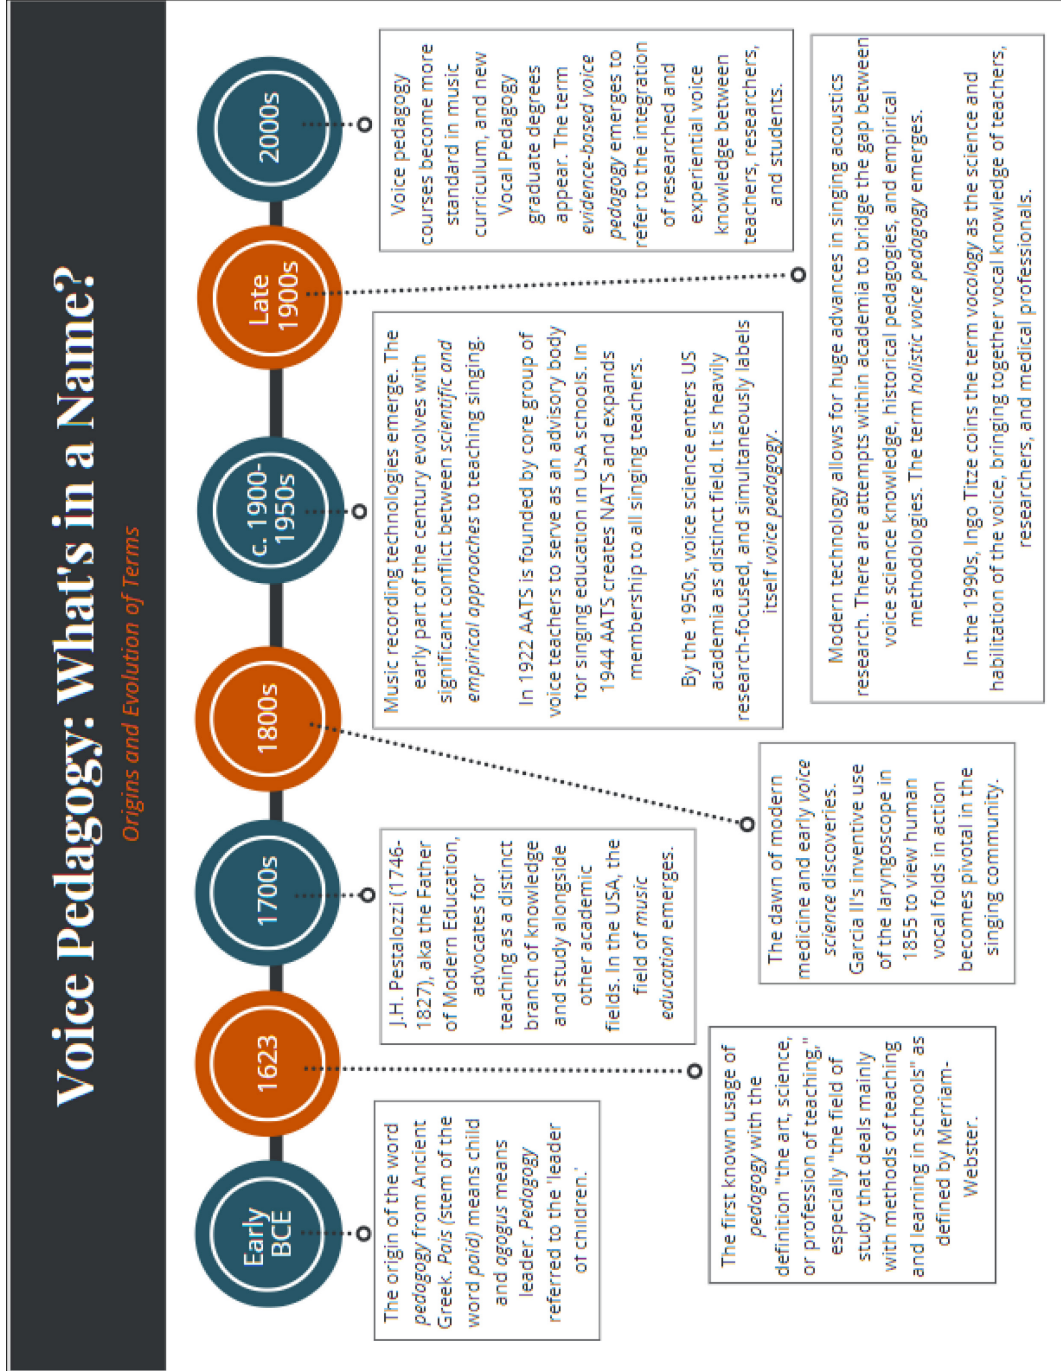 Voice Pedagogy: What's in a Name?
Origins and Evolution of Terms
Early
BCE
1623
1700s
1800s
c. 1900-
1950s
Late
1900s
2000s
The origin of the word
pedagogy from Ancient
Greek. Pais (stem of the
word paid) means child
and agogus means
leader. Pedagogy
referred to the 'leader
of children.'
The first known usage of
pedagogy with the
definition "the art, science,
or profession of teaching,"
especially "the field of
study that deals mainly
with methods of teaching
and learning in schools" as
defined by Merriam-
Webster.
J.H. Pestalozzi (1746-
1827), aka the Father
of Modern Education,
advocates for
teaching as a distinct
branch of knowledge
and study alongside
other academic
fields. In the USA, the
field of music
education emerges.
The dawn of modern
medicine and early voice
science discoveries.
Garcia II's inventive use
of the laryngoscope in
1855 to view human
vocal folds in action
becomes pivotal in the
singing community.
Music recording technologies emerge. The
early part of the century evolves with
significant conflict between scientific and
empirical approaches to teaching singing.
In 1922 AATS is founded by core group of
voice teachers to serve as an advisory body
for singing education in USA schools. In
1944 AATS creates NATS and expands
membership to all singing teachers.
By the 1950s, voice science enters US
academia as distinct field. It is heavily
research-focused, and simultaneously labels
itself voice pedagogy.
Modern technology allows for huge advances in singing acoustics
research. There are attempts within academia to bridge the gap between
voice science knowledge, historical pedagogies, and empirical
methodologies. The term holistic voice pedagogy emerges.
In the 1990s, Ingo Titze coins the term vocology as the science and
habilitation of the voice, bringing together vocal knowledge of teachers,
researchers, and medical professionals.
Voice pedagogy
courses become more
standard in music
curriculum, and new
Vocal Pedagogy
graduate degrees
appear. The term
evidence-based voice
pedagogy emerges to
refer to the integration
of researched and
experiential voice
knowledge between
teachers, researchers,
and students.